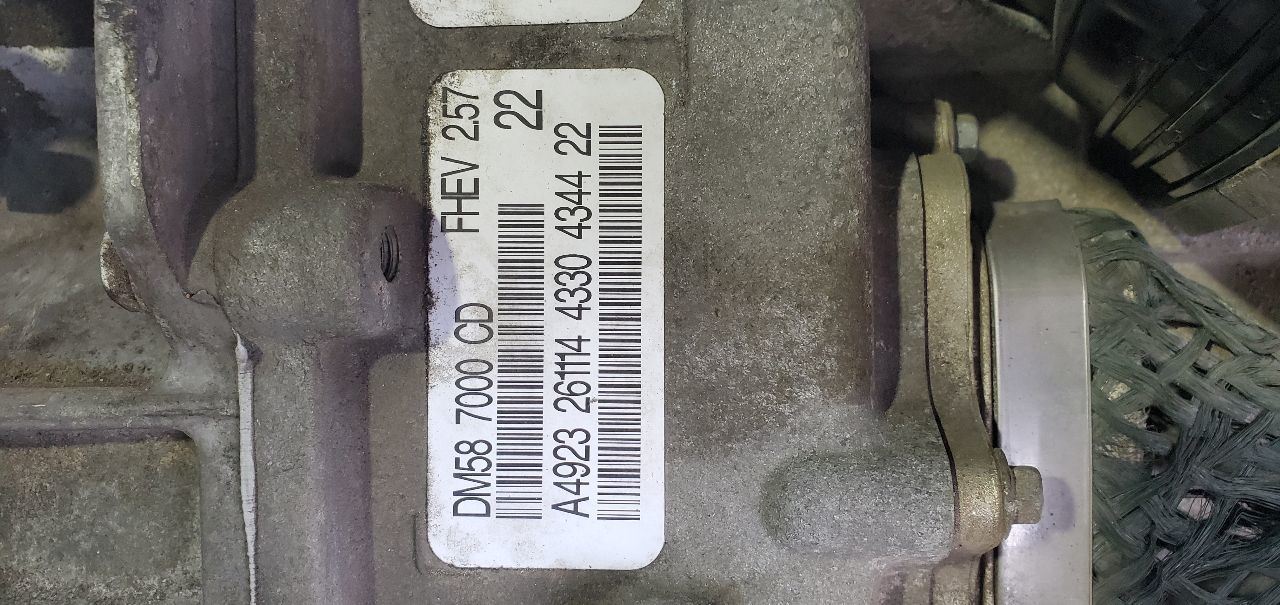 DM58 7000 CD FHEV 2.57
22
A4923 261114 4330 4344 22